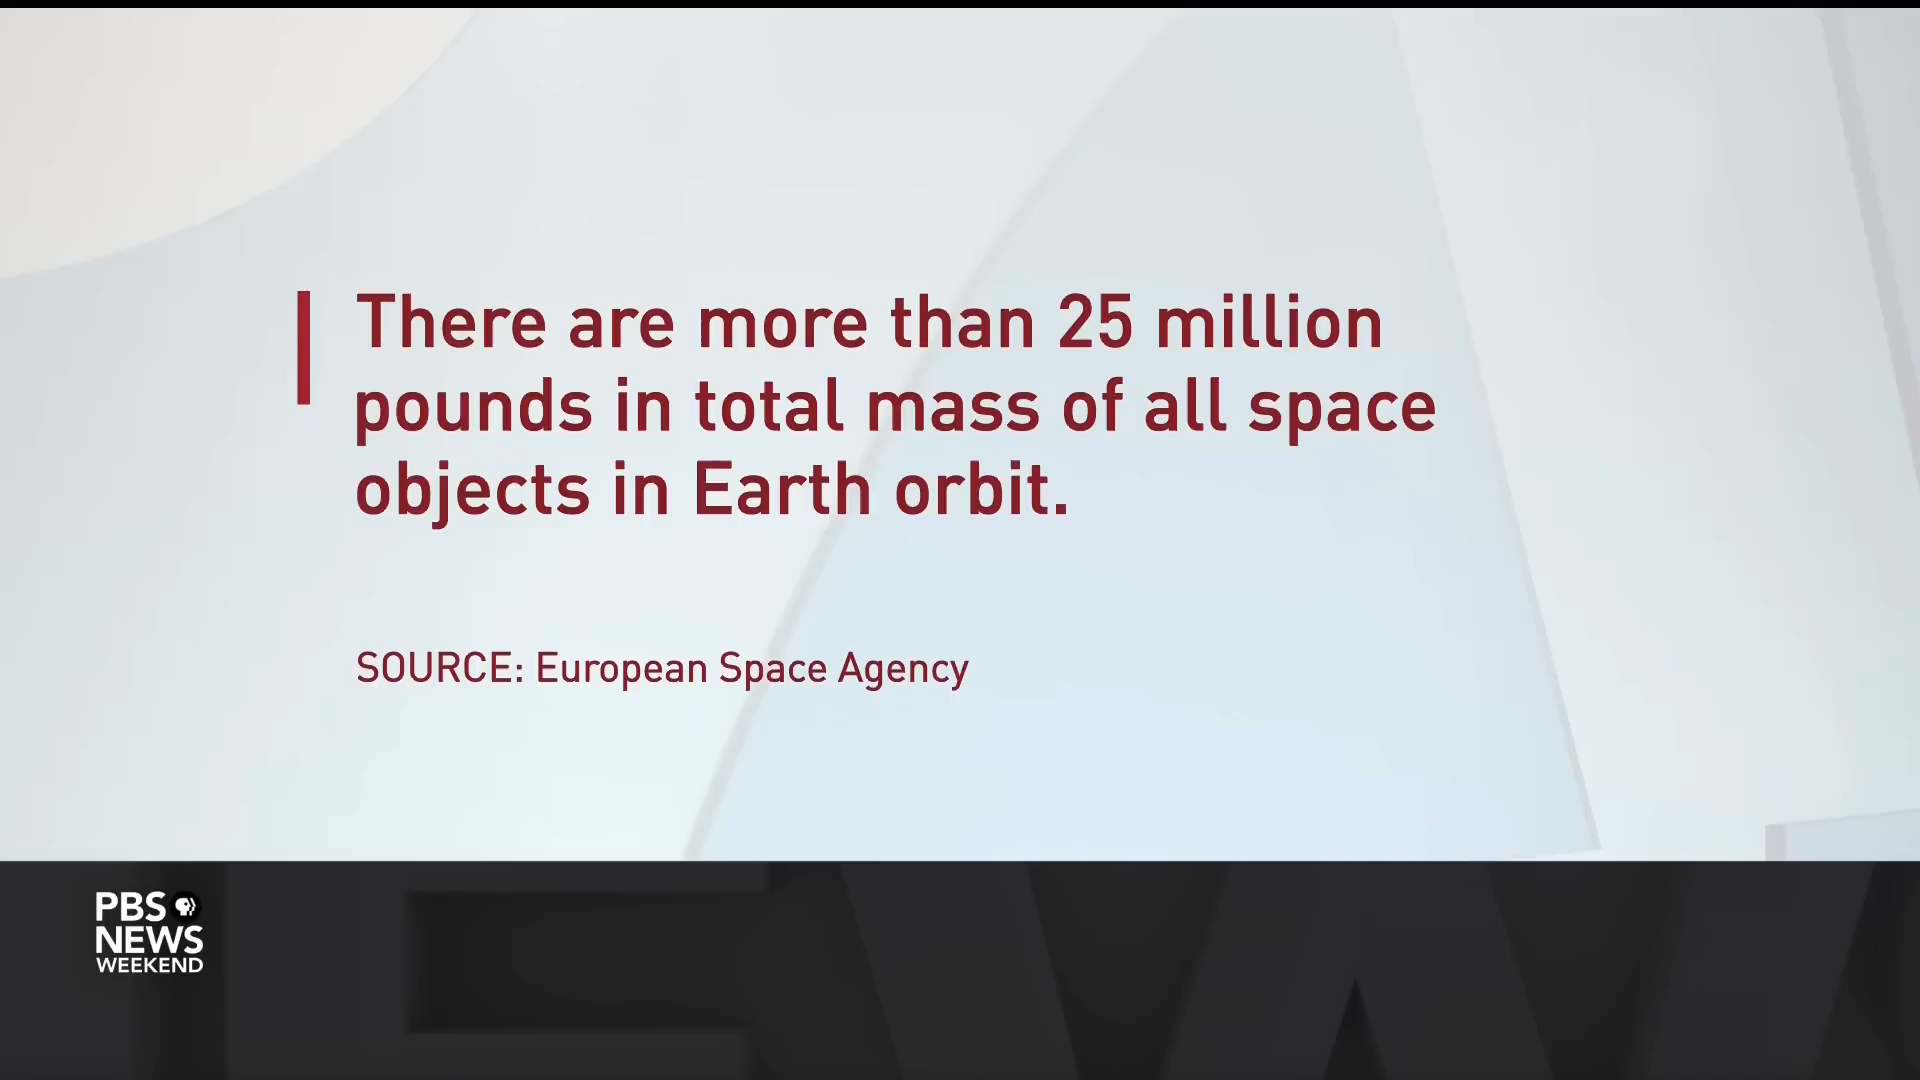 There are more than 25 million
pounds in total mass of all space
objects in Earth orbit.
SOURCE: European Space Agency
PBS
NEWS
WEEKEND